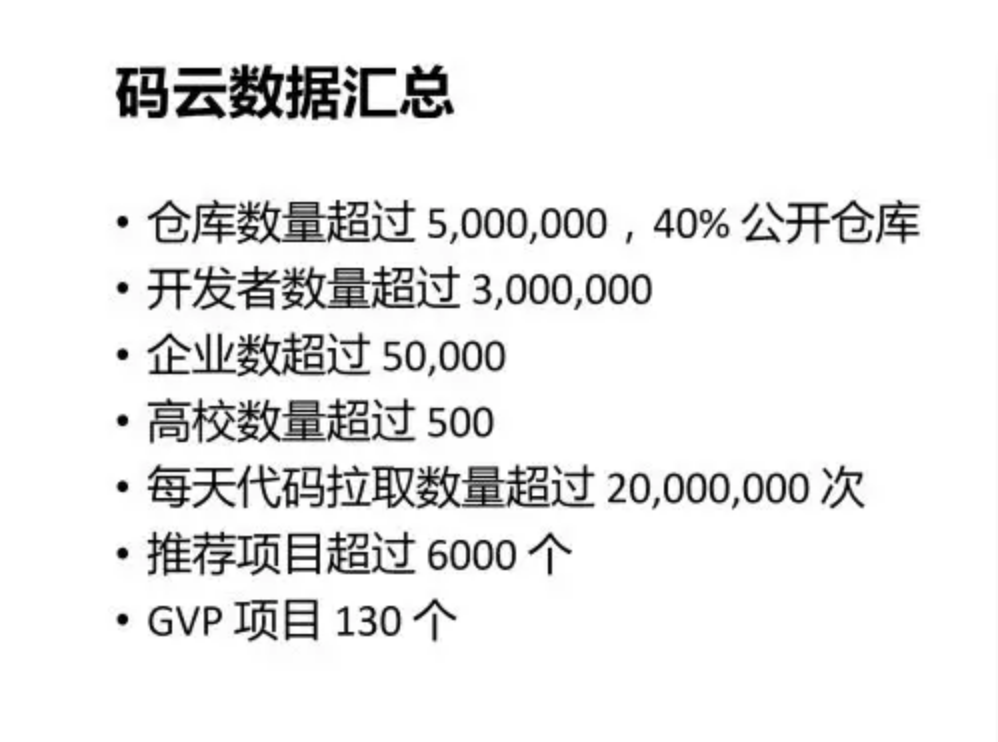 码云数据汇总
• 仓库数量超过 5,000,000，40% 公开仓库
• 开发者数量超过 3,000,000
• 企业数超过 50,000
• 高校数量超过 500
• 每天代码拉取数量超过 20,000,000 次
• 推荐项目超过 6000 个
• GVP 项目 130 个